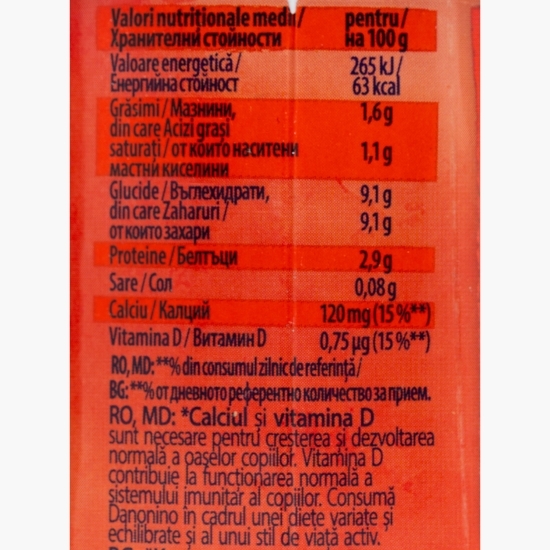 Valori nutriționale medii/ pentru/
Хранителни стойности на 100 g
Valoare energetică / 265 kJ /
Енергийна стойност 63 kcal
Grăsimi / Мазнини, 1,6 g
din care Acizi grași
saturați / от които наситени 1,1 g
мастни киселини
Glucide / Въглехидрати, 9,1 g
din care Zaharuri / 9,1 g
от които захари
Proteine / Белтъци 2,9 g
Sare / Сол 0,08 g
Calciu / Калций 120 mg (15 %**)
Vitamina D / Витамин D 0,75 µg (15 %**)
RO, MD: **% din consumul zilnic de referință /
BG: **% от дневното референтно количество за прием.
RO, MD: *Calciul și vitamina D
sunt necesare pentru creșterea și dezvoltarea
normală a oaselor copiilor. Vitamina D
contribuie la funcționarea normală a
sistemului imunitar al copiilor. Consumă
Danonino în cadrul unei diete variate și
echilibrate și al unui stil de viață activ.